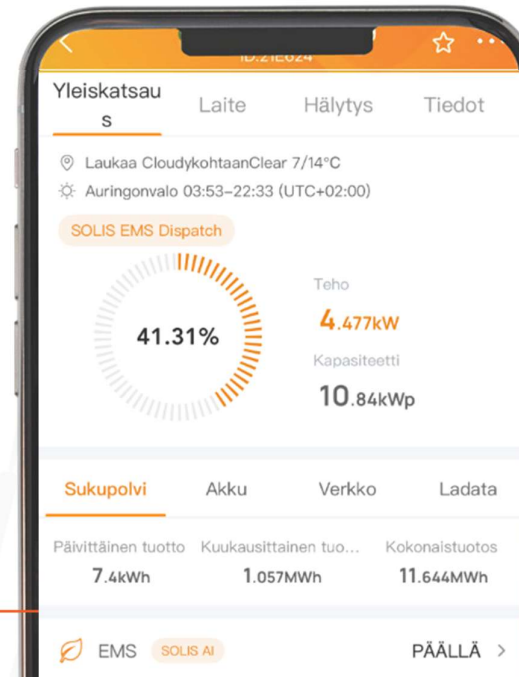 ID:21E624
Yleiskatsau
s
Laite
Hälytys
Tiedot
Laukaa CloudykohtaanClear 7/14°C
Auringonvalo 03:53–22:33 (UTC+02:00)
SOLIS EMS Dispatch
41.31%
Teho
4.477kW
Kapasiteetti
10.84kWp
Sukupolvi
Akku
Verkko
Ladata
Päivittäinen tuotto
Kuukausittainen tuo...
Kokonaistuotos
7.4kWh
1.057MWh
11.644MWh
EMS
SOLIS AI
PÄÄLLÄ